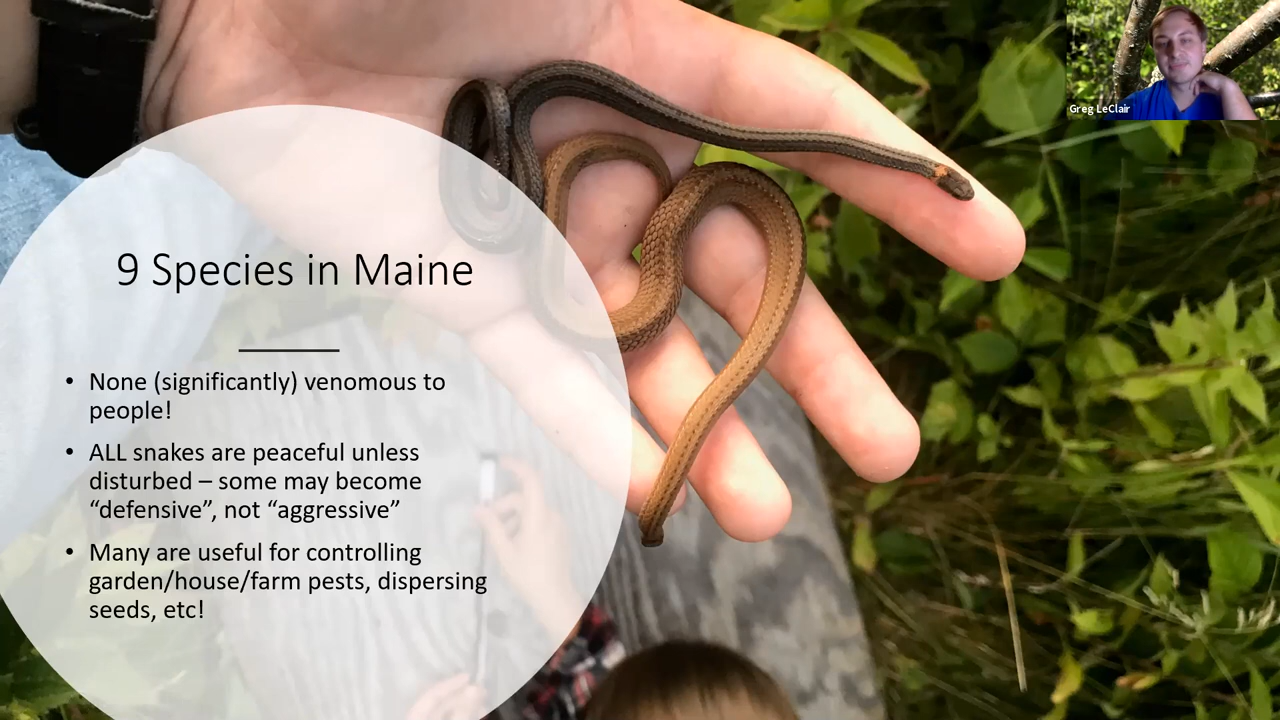 Greg LeClair
9 Species in Maine
• None (significantly) venomous to
people!
• ALL snakes are peaceful unless
disturbed – some may become
“defensive”, not “aggressive”
• Many are useful for controlling
garden/house/farm pests, dispersing
seeds, etc!